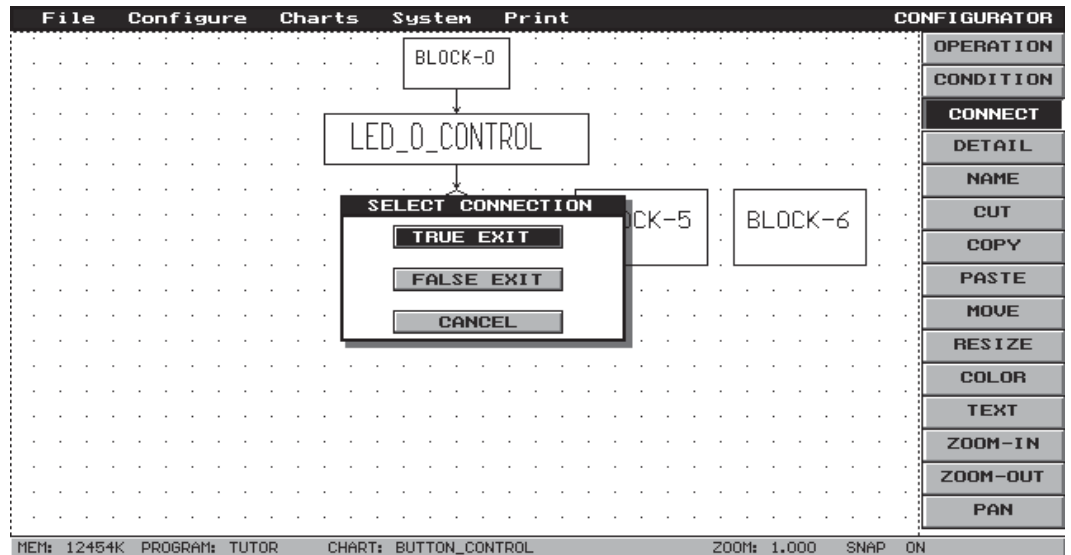 File Configure Charts System Print CONFIGURATOR
BLOCK-0
LED_0_CONTROL
SELECT CONNECTION
TRUE EXIT
FALSE EXIT
CANCEL
BLOCK-6
OPERATION
CONDITION
CONNECT
DETAIL
NAME
CUT
COPY
PASTE
MOVE
RESIZE
COLOR
TEXT
ZOOM-IN
ZOOM-OUT
PAN
MEM: 12454K PROGRAM: TUTOR CHART: BUTTON_CONTROL ZOOM: 1.000 SNAP ON